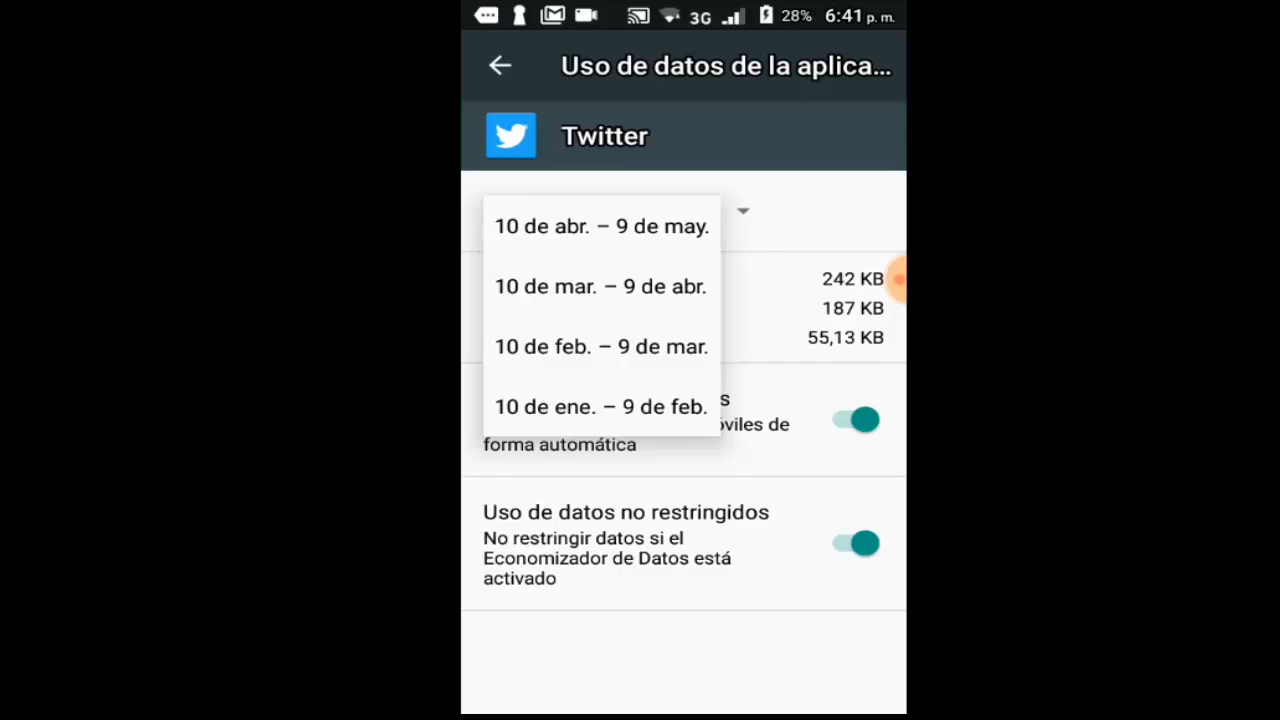 3G 28% 6:41 p. m.
Uso de datos de la aplica...
Twitter
10 de abr. – 9 de may.
10 de mar. – 9 de abr.
10 de feb. – 9 de mar.
10 de ene. – 9 de feb.
242 KB
187 KB
55,13 KB
s
óviles de
forma automática
Uso de datos no restringidos
No restringir datos si el
Economizador de Datos está
activado